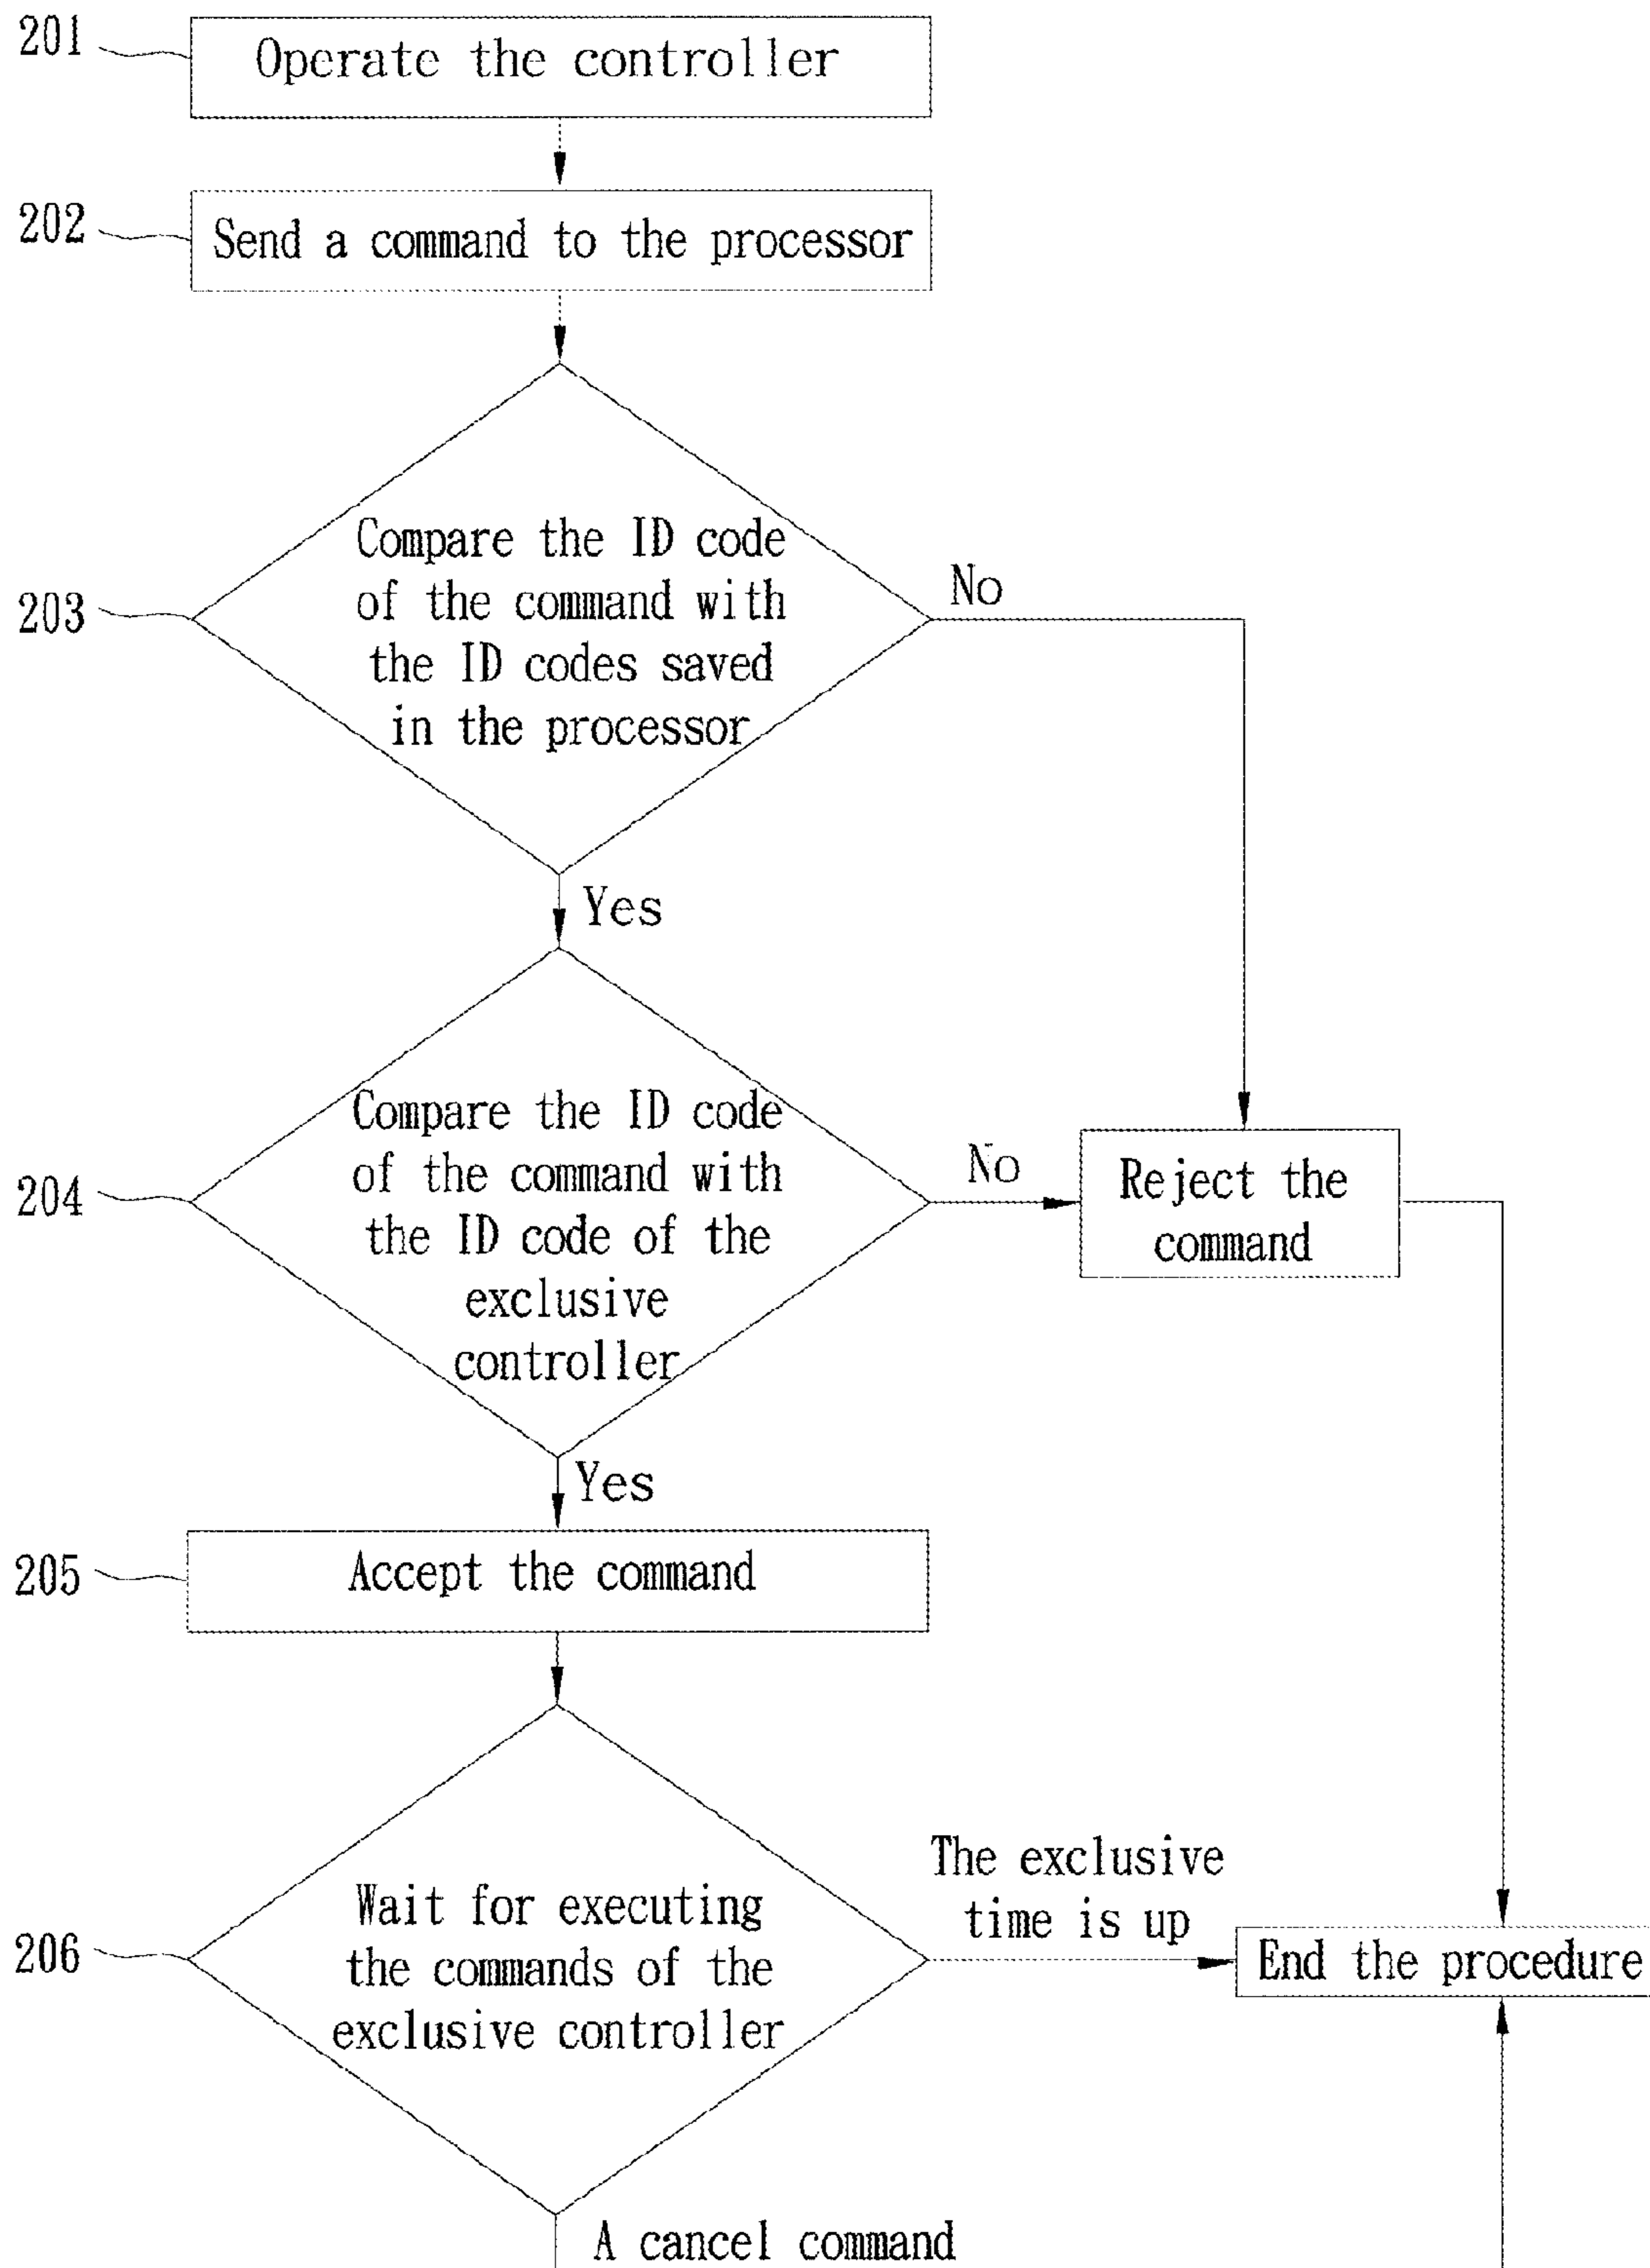 201
Operate the controller
202
Send a command to the processor
203
Compare the ID code
of the command with
the ID codes saved
in the processor
No
Yes
204
Compare the ID code
of the command with
the ID code of the
exclusive
controller
No
Reject the
command
Yes
205
Accept the command
206
Wait for executing
the commands of the
exclusive controller
The exclusive
time is up
End the procedure
A cancel command